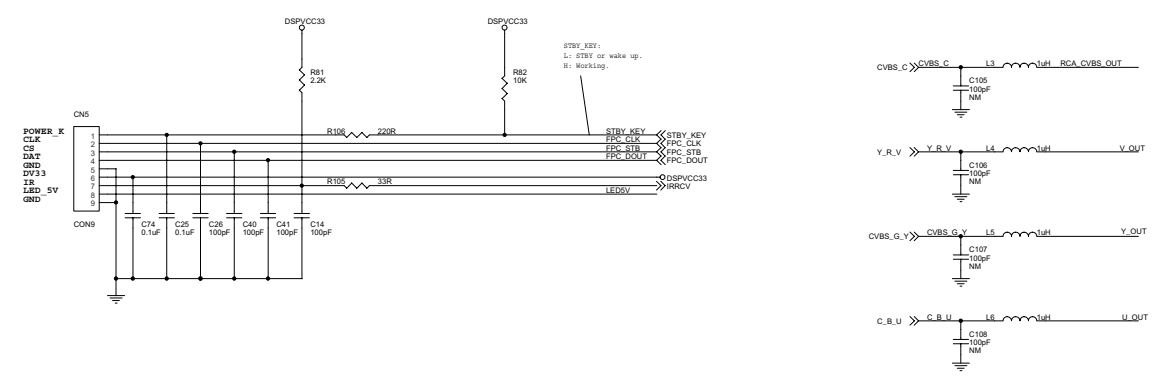 DSPVCC33
DSPVCC33
STBY_KEY:
L: STBY or wake up.
H: Working.
R81
2.2K
R82
10K
CN5
POWER_K
CLK
CS
DAT
GND
DV33
IR
LED_5V
GND
1
2
3
4
5
6
7
8
9
CON9
R106 220R
R105 33R
STBY_KEY
FPC_CLK
FPC_STB
FPC_DOUT
LED5V
STBY_KEY
FPC_CLK
FPC_STB
FPC_DOUT
DSPVCC33
IRRCV
C74
0.1uF
C25
0.1uF
C26
100pF
C40
100pF
C41
100pF
C14
100pF
CVBS_C CVBS_C L3 1uH RCA_CVBS_OUT
C105
100pF
NM
Y_R_V Y_R_V L4 1uH V_OUT
C106
100pF
NM
CVBS_G_Y CVBS_G_Y L5 1uH Y_OUT
C107
100pF
NM
C_B_U C_B_U L6 1uH U_OUT
C108
100pF
NM